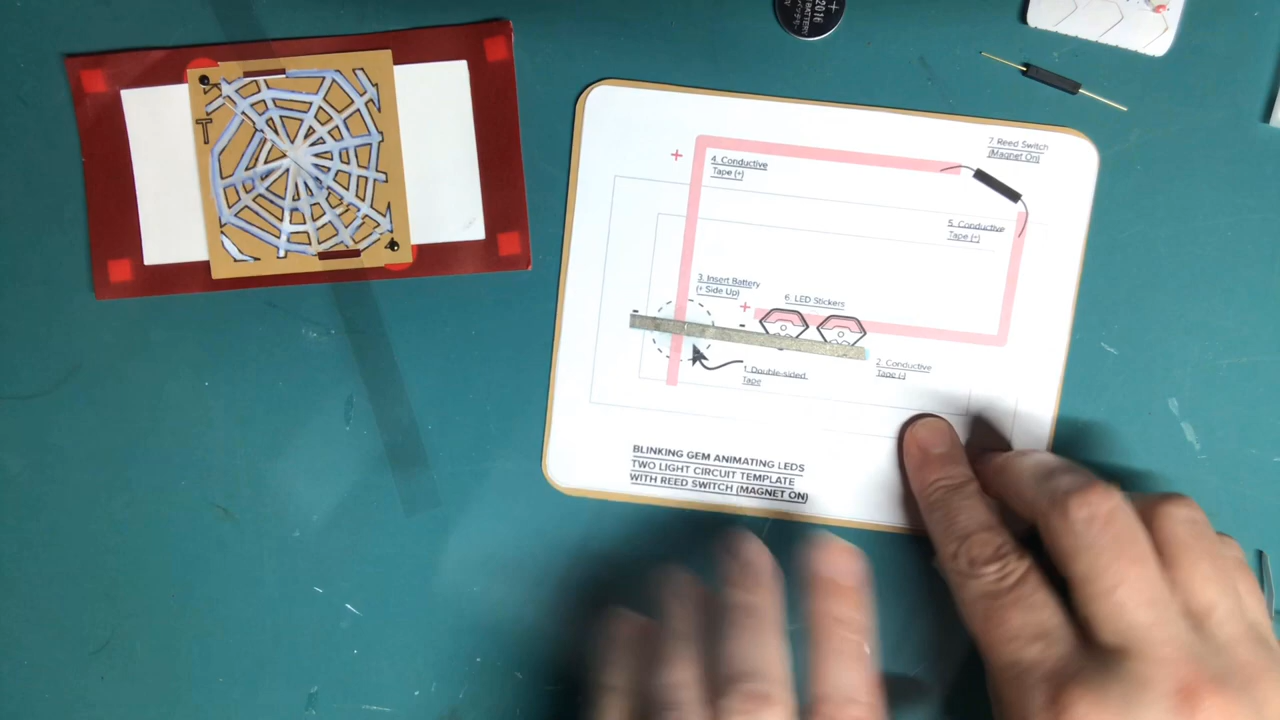 2016
BATTERY
T
+
7. Reed Switch
(Magnet On)
4. Conductive
Tape (+)
5. Conductive
Tape (+)
3. Insert Battery
(+ Side Up)
+
6. LED Stickers
-
-
1. Double-sided
Tape
2. Conductive
Tape (-)
BLINKING GEM ANIMATING LEDS
TWO LIGHT CIRCUIT TEMPLATE
WITH REED SWITCH (MAGNET ON)